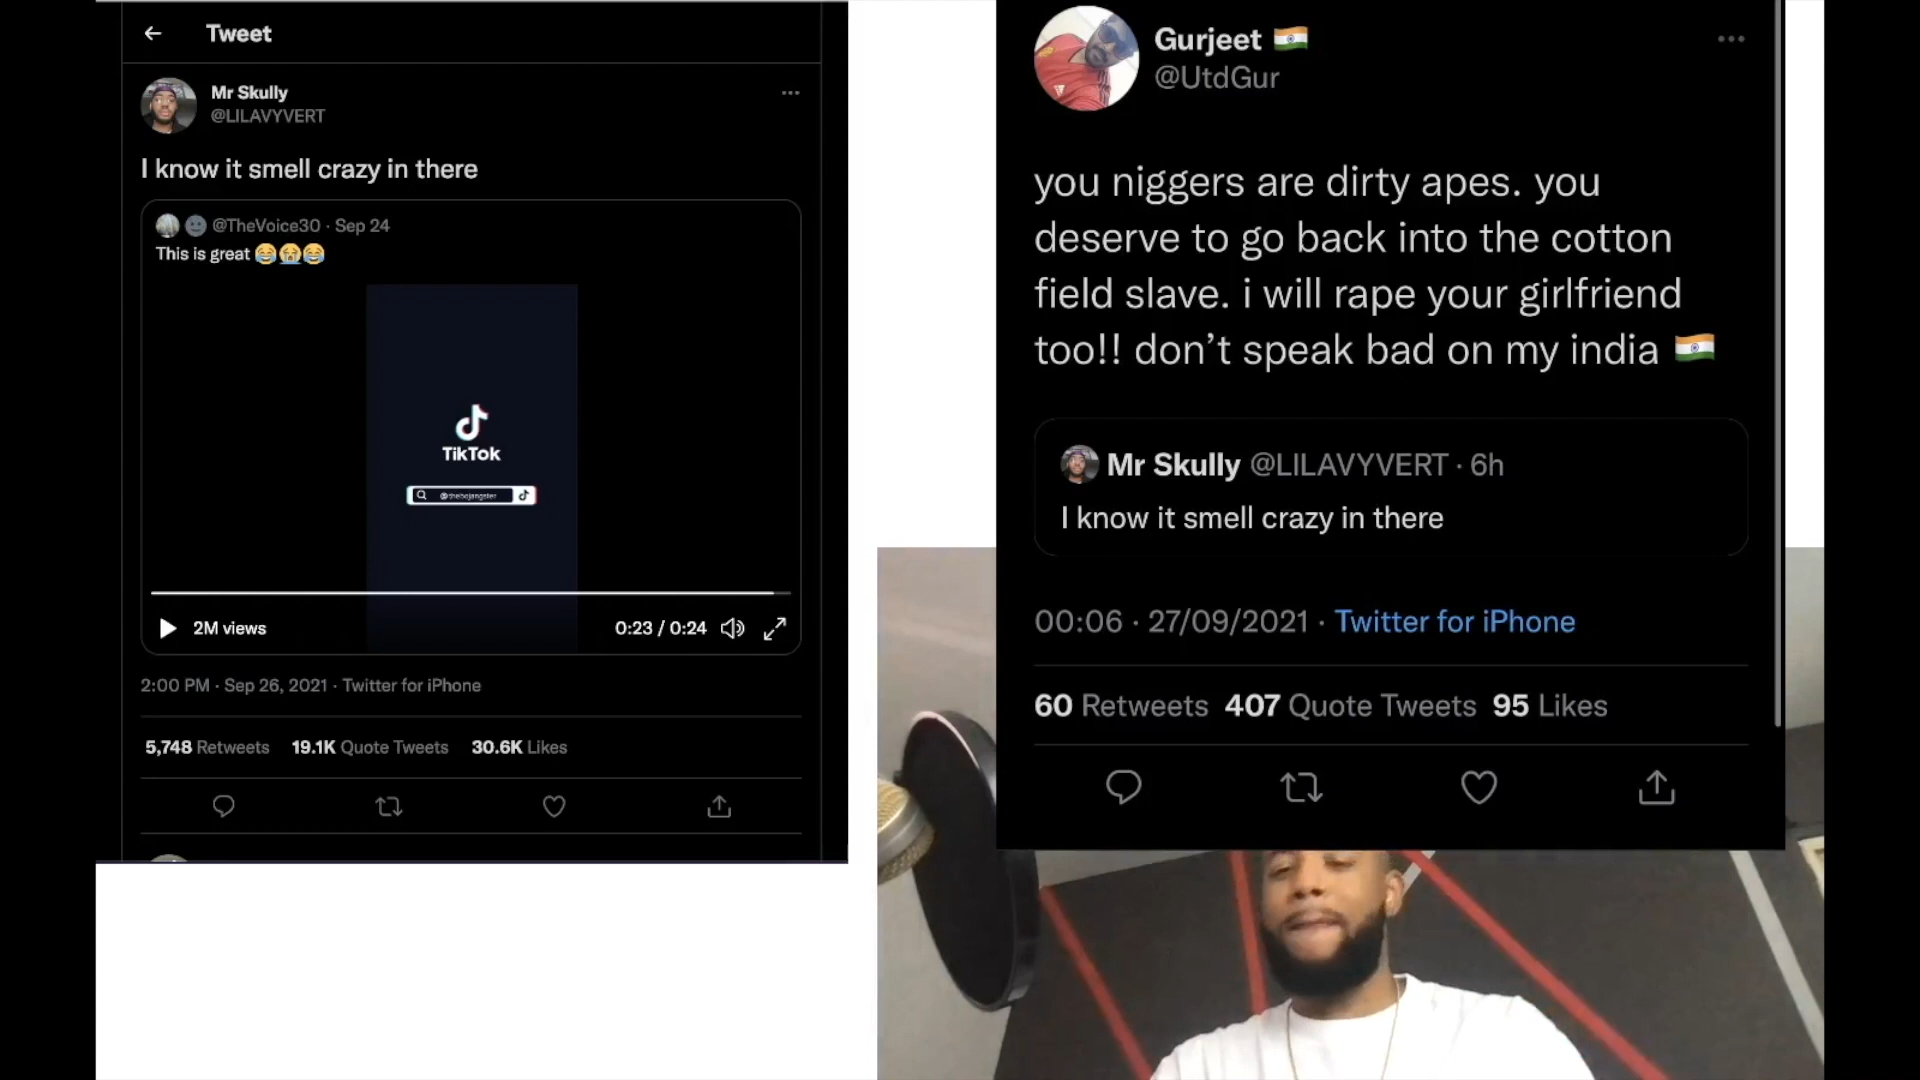 Tweet
Mr Skully
@LILAVYVERT
I know it smell crazy in there
@TheVoice30 · Sep 24
This is great 😂😭😂
TikTok
@thebojangster
2M views
0:23 / 0:24
2:00 PM · Sep 26, 2021 · Twitter for iPhone
5,748 Retweets 19.1K Quote Tweets 30.6K Likes
Gurjeet 🇮🇳
@UtdGur
you niggers are dirty apes. you
deserve to go back into the cotton
field slave. i will rape your girlfriend
too!! don’t speak bad on my india 🇮🇳
Mr Skully @LILAVYVERT · 6h
I know it smell crazy in there
00:06 · 27/09/2021 · Twitter for iPhone
60 Retweets 407 Quote Tweets 95 Likes